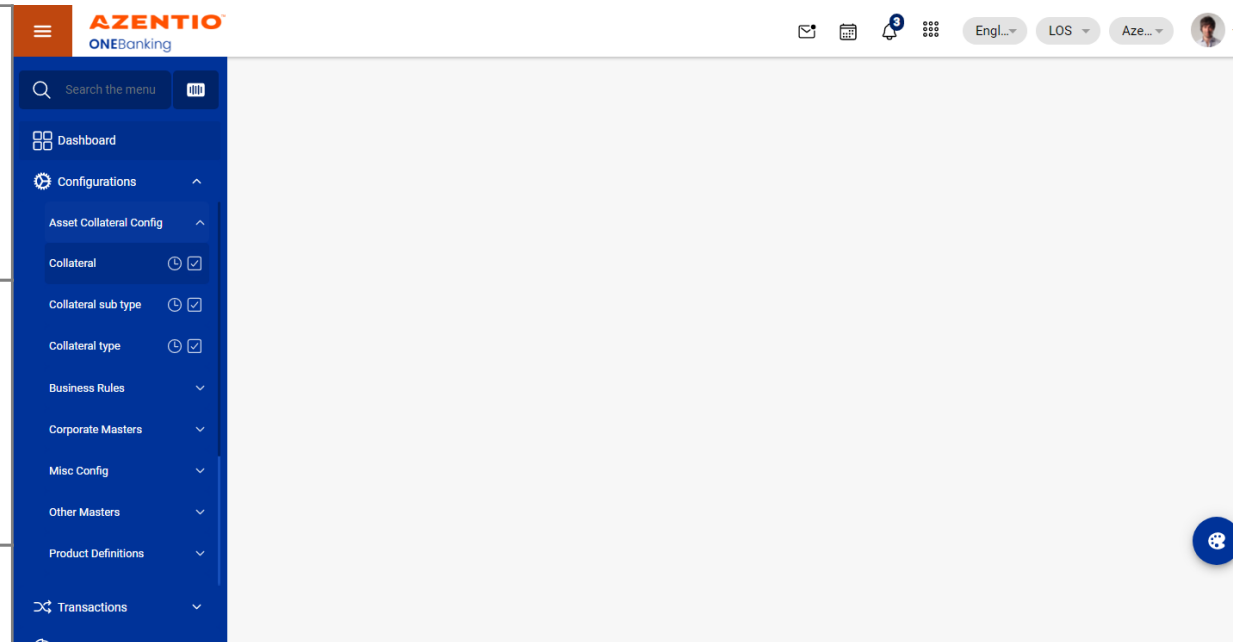 AZENTIO
ONEBanking
3
Engl...
LOS
Aze...
Search the menu
Dashboard
Configurations
Asset Collateral Config
Collateral
Collateral sub type
Collateral type
Business Rules
Corporate Masters
Misc Config
Other Masters
Product Definitions
Transactions